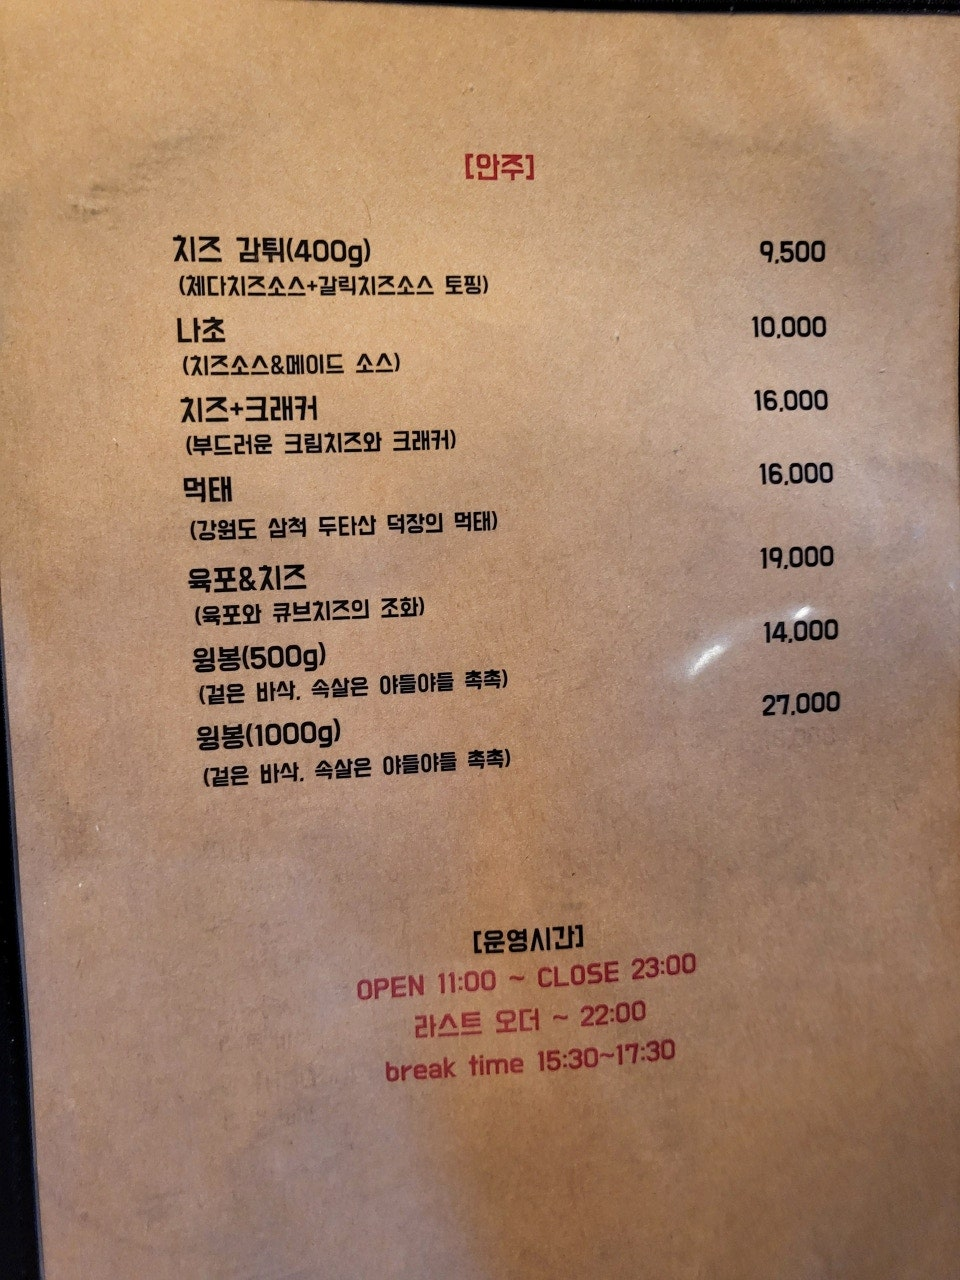 [안주]
치즈 감튀(400g) 9,500
(체다치즈소스+갈릭치즈소스 토핑)
나초 10,000
(치즈소스&메이드 소스)
치즈+크래커 16,000
(부드러운 크림치즈와 크래커)
먹태 16,000
(강원도 삼척 두타산 덕장의 먹태)
육포&치즈 19,000
(육포와 큐브치즈의 조화)
윙봉(500g) 14,000
(겉은 바삭, 속살은 야들야들 촉촉)
윙봉(1000g) 27,000
(겉은 바삭, 속살은 야들야들 촉촉)
[운영시간]
OPEN 11:00 ~ CLOSE 23:00
라스트 오더 ~ 22:00
break time 15:30~17:30